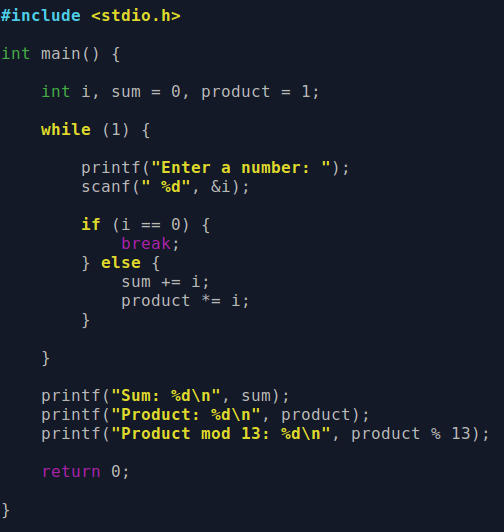 #include <stdio.h>
int main() {
int i, sum = 0, product = 1;
while (1) {
printf("Enter a number: ");
scanf(" %d", &i);
if (i == 0) {
break;
} else {
sum += i;
product *= i;
}
}
printf("Sum: %d\n", sum);
printf("Product: %d\n", product);
printf("Product mod 13: %d\n", product % 13);
return 0;
}